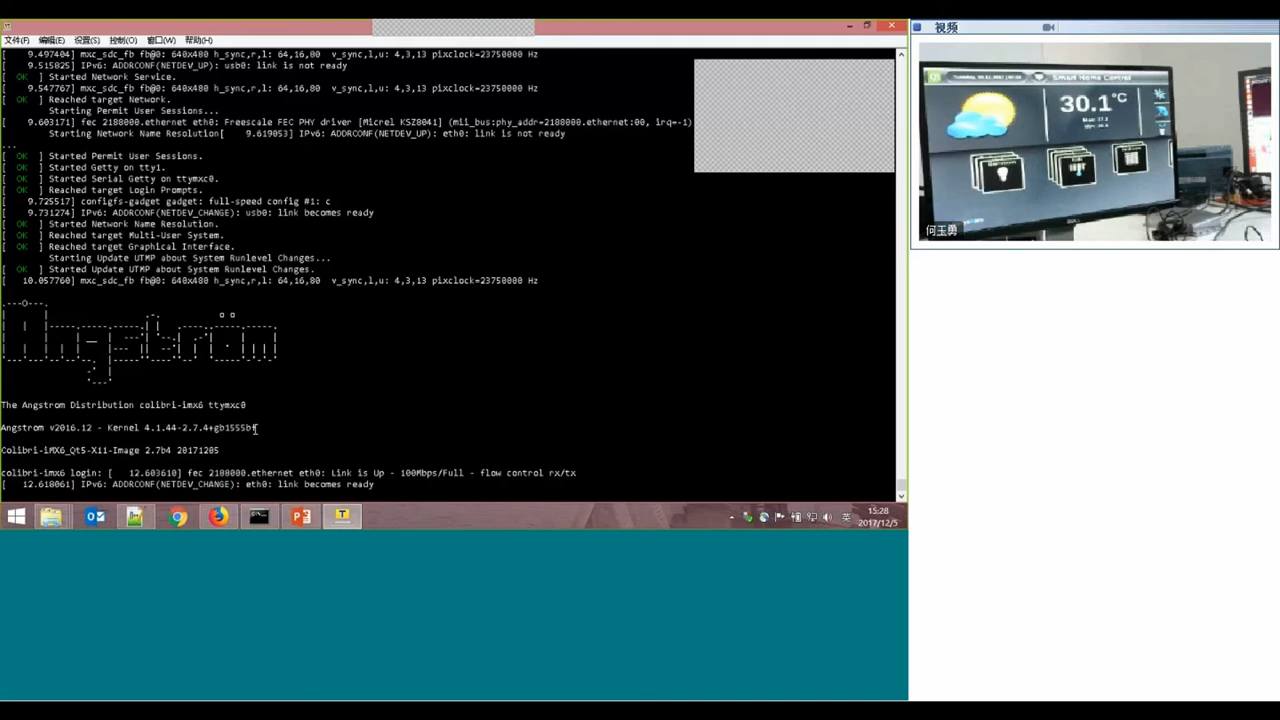 文件(F) 编辑(E) 设置(S) 控制(O) 窗口(W) 帮助(H)
[    9.497404] mxc_sdc_fb fb@0: 640x480 h_sync,r,l: 64,16,80  v_sync,l,u: 4,3,13 pixclock=23750000 Hz
[    9.515825] IPv6: ADDRCONF(NETDEV_UP): usb0: link is not ready
[  OK  ] Started Network Service.
[    9.547767] mxc_sdc_fb fb@0: 640x480 h_sync,r,l: 64,16,80  v_sync,l,u: 4,3,13 pixclock=23750000 Hz
[  OK  ] Reached target Network.
         Starting Permit User Sessions...
[    9.603171] fec 2188000.ethernet eth0: Freescale FEC PHY driver [Micrel KSZ8041] (mii_bus:phy_addr=2188000.ethernet:00, irq=-1)
         Starting Network Name Resolution[    9.619053] IPv6: ADDRCONF(NETDEV_UP): eth0: link is not ready
...
[  OK  ] Started Permit User Sessions.
[  OK  ] Started Getty on tty1.
[  OK  ] Started Serial Getty on ttymxc0.
[  OK  ] Reached target Login Prompts.
[    9.725517] configfs-gadget gadget: full-speed config #1: c
[    9.731274] IPv6: ADDRCONF(NETDEV_CHANGE): usb0: link becomes ready
[  OK  ] Started Network Name Resolution.
[  OK  ] Reached target Multi-User System.
[  OK  ] Reached target Graphical Interface.
         Starting Update UTMP about System Runlevel Changes...
[  OK  ] Started Update UTMP about System Runlevel Changes.
[   10.057760] mxc_sdc_fb fb@0: 640x480 h_sync,r,l: 64,16,80  v_sync,l,u: 4,3,13 pixclock=23750000 Hz
Angstrom
The Angstrom Distribution colibri-imx6 ttymxc0
Angstrom v2016.12 - Kernel 4.1.44-2.7.4+gb1555bf
Colibri-iMX6_Qt5-X11-Image 2.7b4 20171205
colibri-imx6 login: [   12.603610] fec 2188000.ethernet eth0: Link is Up - 100Mbps/Full - flow control rx/tx
[   12.618061] IPv6: ADDRCONF(NETDEV_CHANGE): eth0: link becomes ready
英
15:28
2017/12/5
视频
Smart Home Control
30.1°C
DELL
何玉勇